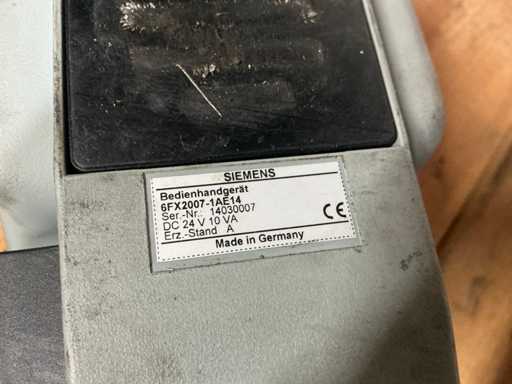 SIEMENS
Bedienhandgerät
6FX2007-1AE14
Ser.-Nr.: 14030007
DC 24 V 10 VA
Erz.-Stand A
Made in Germany
CE